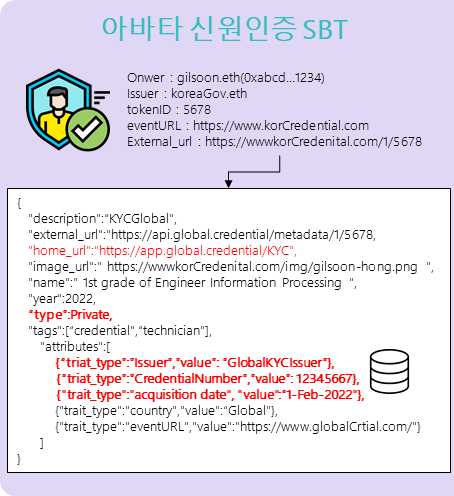 아바타 신원인증 SBT
Onwer : gilsoon.eth(0xabcd...1234)
Issuer : koreaGov.eth
tokenID : 5678
eventURL : https://www.korCredential.com
External_url : https://wwwkorCredenital.com/1/5678
{
"description":"KYCGlobal",
"external_url":"https://api.global.credential/metadata/1/5678,
"home_url":"https://app.global.credential/KYC",
"image_url":" https://wwwkorCredenital.com/img/gilsoon-hong.png ",
"name":" 1st grade of Engineer Information Processing ",
"year":2022,
"type":Private,
"tags":["credential","technician"],
"attributes":[
{"triat_type":"Issuer","value": "GlobalKYCIssuer"},
{"triat_type":"CredentialNumber","value": 12345667},
{"trait_type":"acquisition date", "value":"1-Feb-2022"},
{"trait_type":"country","value":"Global"},
{"trait_type":"eventURL","value":"https://www.globalCrtial.com/"}
]
}